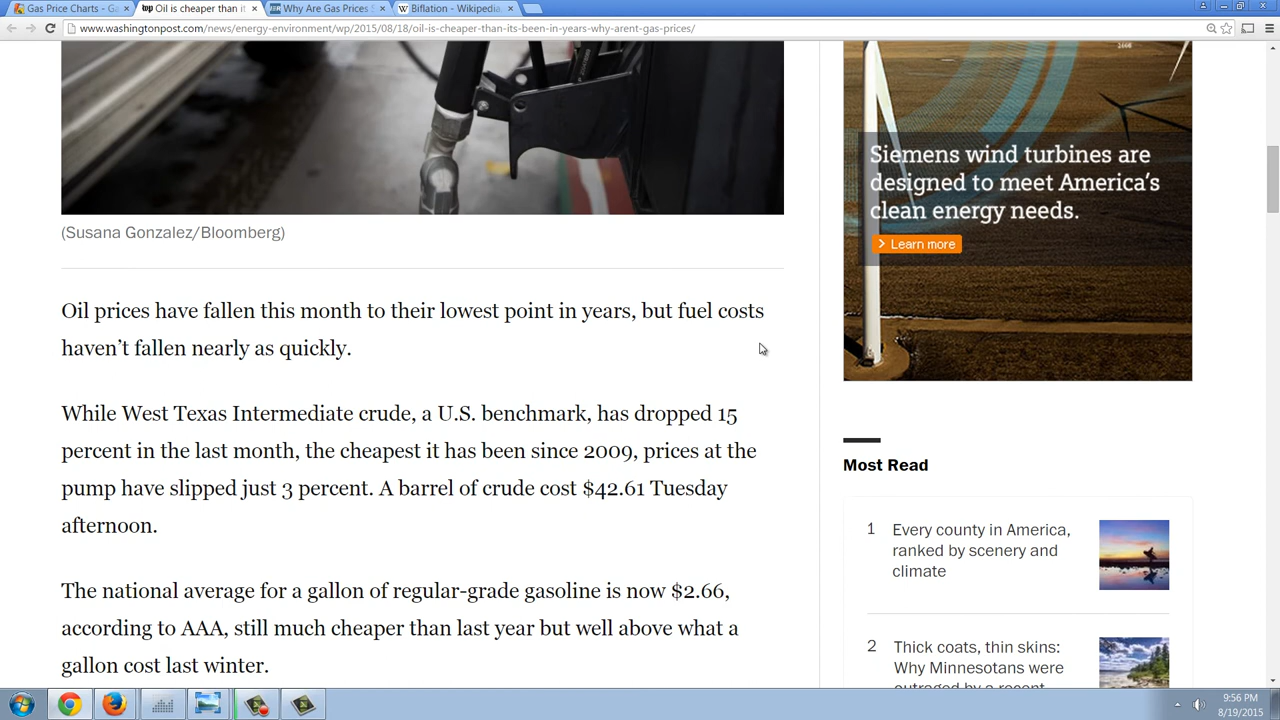 Gas Price Charts - Ga
Oil is cheaper than it
Why Are Gas Prices S
Biflation - Wikipedia,
www.washingtonpost.com/news/energy-environment/wp/2015/08/18/oil-is-cheaper-than-its-been-in-years-why-arent-gas-prices/
Siemens wind turbines are
designed to meet America's
clean energy needs.
Learn more
(Susana Gonzalez/Bloomberg)
Oil prices have fallen this month to their lowest point in years, but fuel costs
haven't fallen nearly as quickly.
While West Texas Intermediate crude, a U.S. benchmark, has dropped 15
percent in the last month, the cheapest it has been since 2009, prices at the
pump have slipped just 3 percent. A barrel of crude cost $42.61 Tuesday
afternoon.
The national average for a gallon of regular-grade gasoline is now $2.66,
according to AAA, still much cheaper than last year but well above what a
gallon cost last winter.
Most Read
1
Every county in America,
ranked by scenery and
climate
2
Thick coats, thin skins:
Why Minnesotans were
outraged by a recent
9:56 PM
8/19/2015